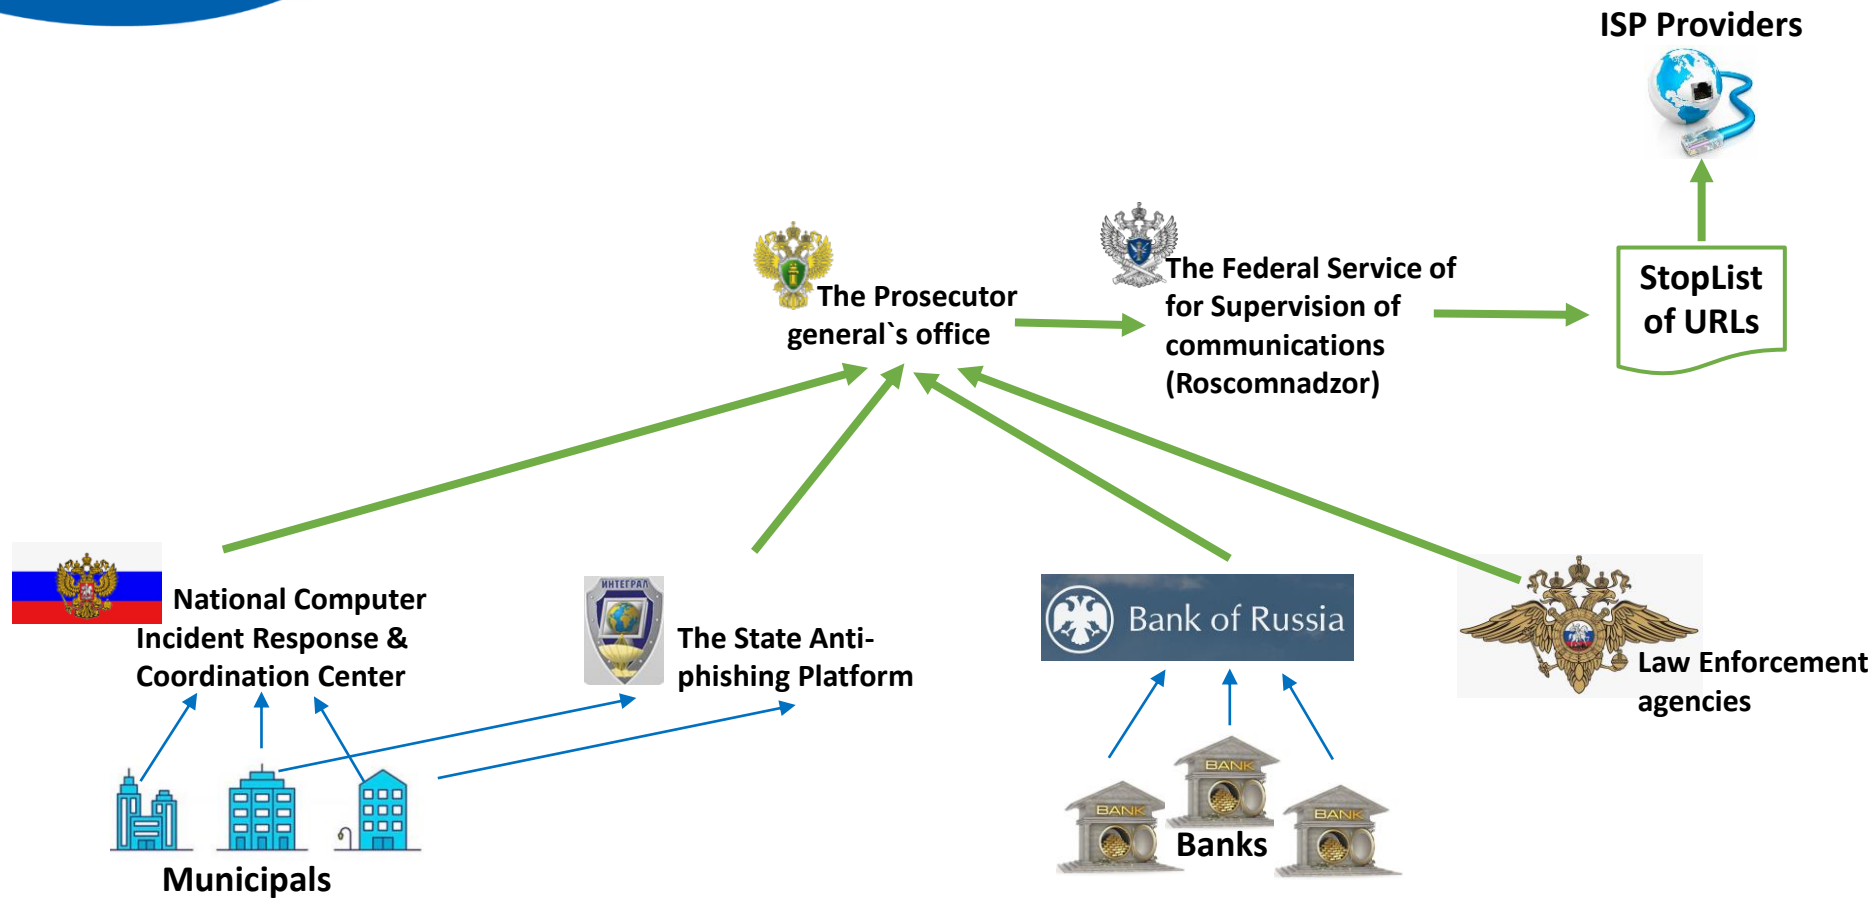 ISP Providers
The Prosecutor
general`s office
The Federal Service of
for Supervision of
communications
(Roscomnadzor)
StopList
of URLs
National Computer
Incident Response &
Coordination Center
ИНТЕГРАЛ
The State Anti-
phishing Platform
Bank of Russia
Law Enforcement
agencies
BANK
BANK
BANK
Banks
Municipals